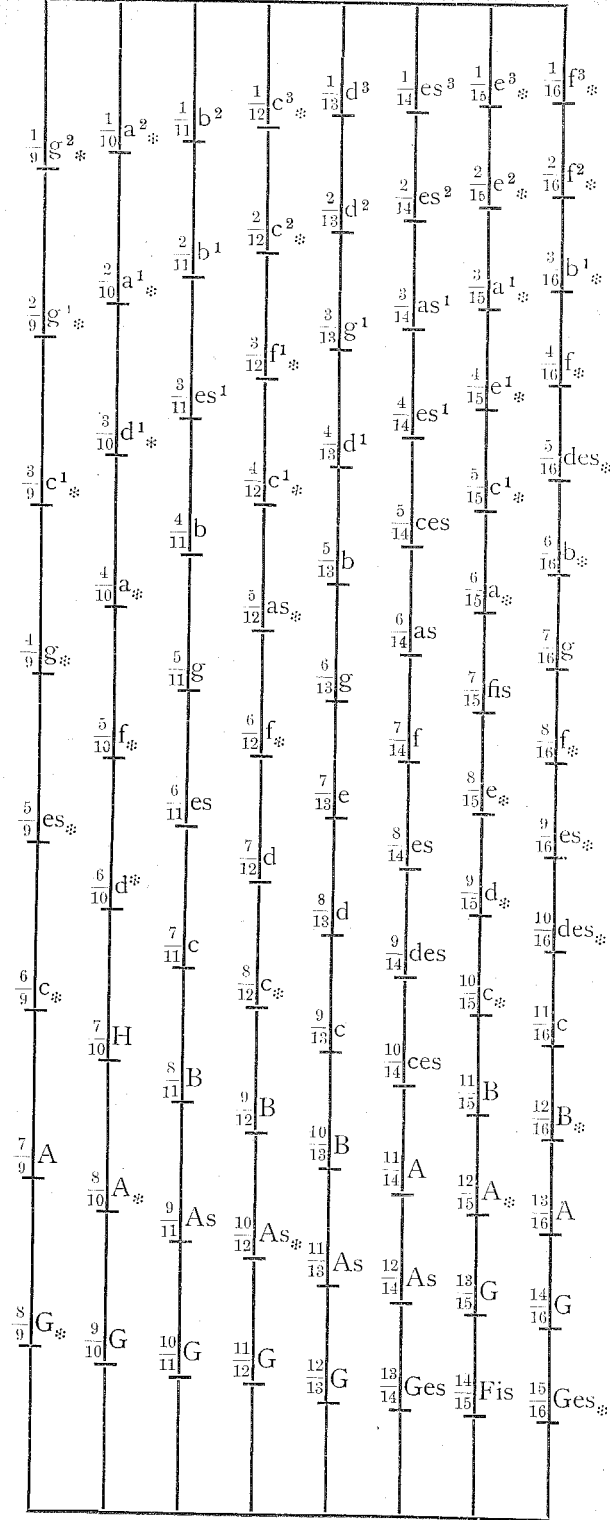 1/9 g²*
2/9 g¹*
3/9 c¹*
4/9 g*
5/9 es*
6/9 c*
7/9 A
8/9 G*
1/10 a²*
2/10 a¹*
3/10 d¹*
4/10 a*
5/10 f*
6/10 d*
7/10 H
8/10 A*
9/10 G
1/11 b²
2/11 b¹
3/11 es¹
4/11 b
5/11 g
6/11 es
7/11 c
8/11 B
9/11 As
10/11 G
1/12 c³*
2/12 c²*
3/12 f¹*
4/12 c¹*
5/12 as*
6/12 f*
7/12 d
8/12 c*
9/12 B
10/12 As*
11/12 G
1/13 d³
2/13 d²
3/13 g¹
4/13 d¹
5/13 b
6/13 g
7/13 e
8/13 d
9/13 c
10/13 B
11/13 As
12/13 G
1/14 es³
2/14 es²
3/14 as¹
4/14 es¹
5/14 ces
6/14 as
7/14 f
8/14 es
9/14 des
10/14 ces
11/14 A
12/14 As
13/14 Ges
1/15 e³*
2/15 e²*
3/15 a¹*
4/15 e¹*
5/15 c¹*
6/15 a*
7/15 fis
8/15 e*
9/15 d*
10/15 c*
11/15 B
12/15 A*
13/15 G
14/15 Fis
1/16 f³*
2/16 f²*
3/16 b¹*
4/16 f*
5/16 des*
6/16 b*
7/16 g
8/16 f*
9/16 es*
10/16 des*
11/16 c
12/16 B*
13/16 A
14/16 G
15/16 Ges*